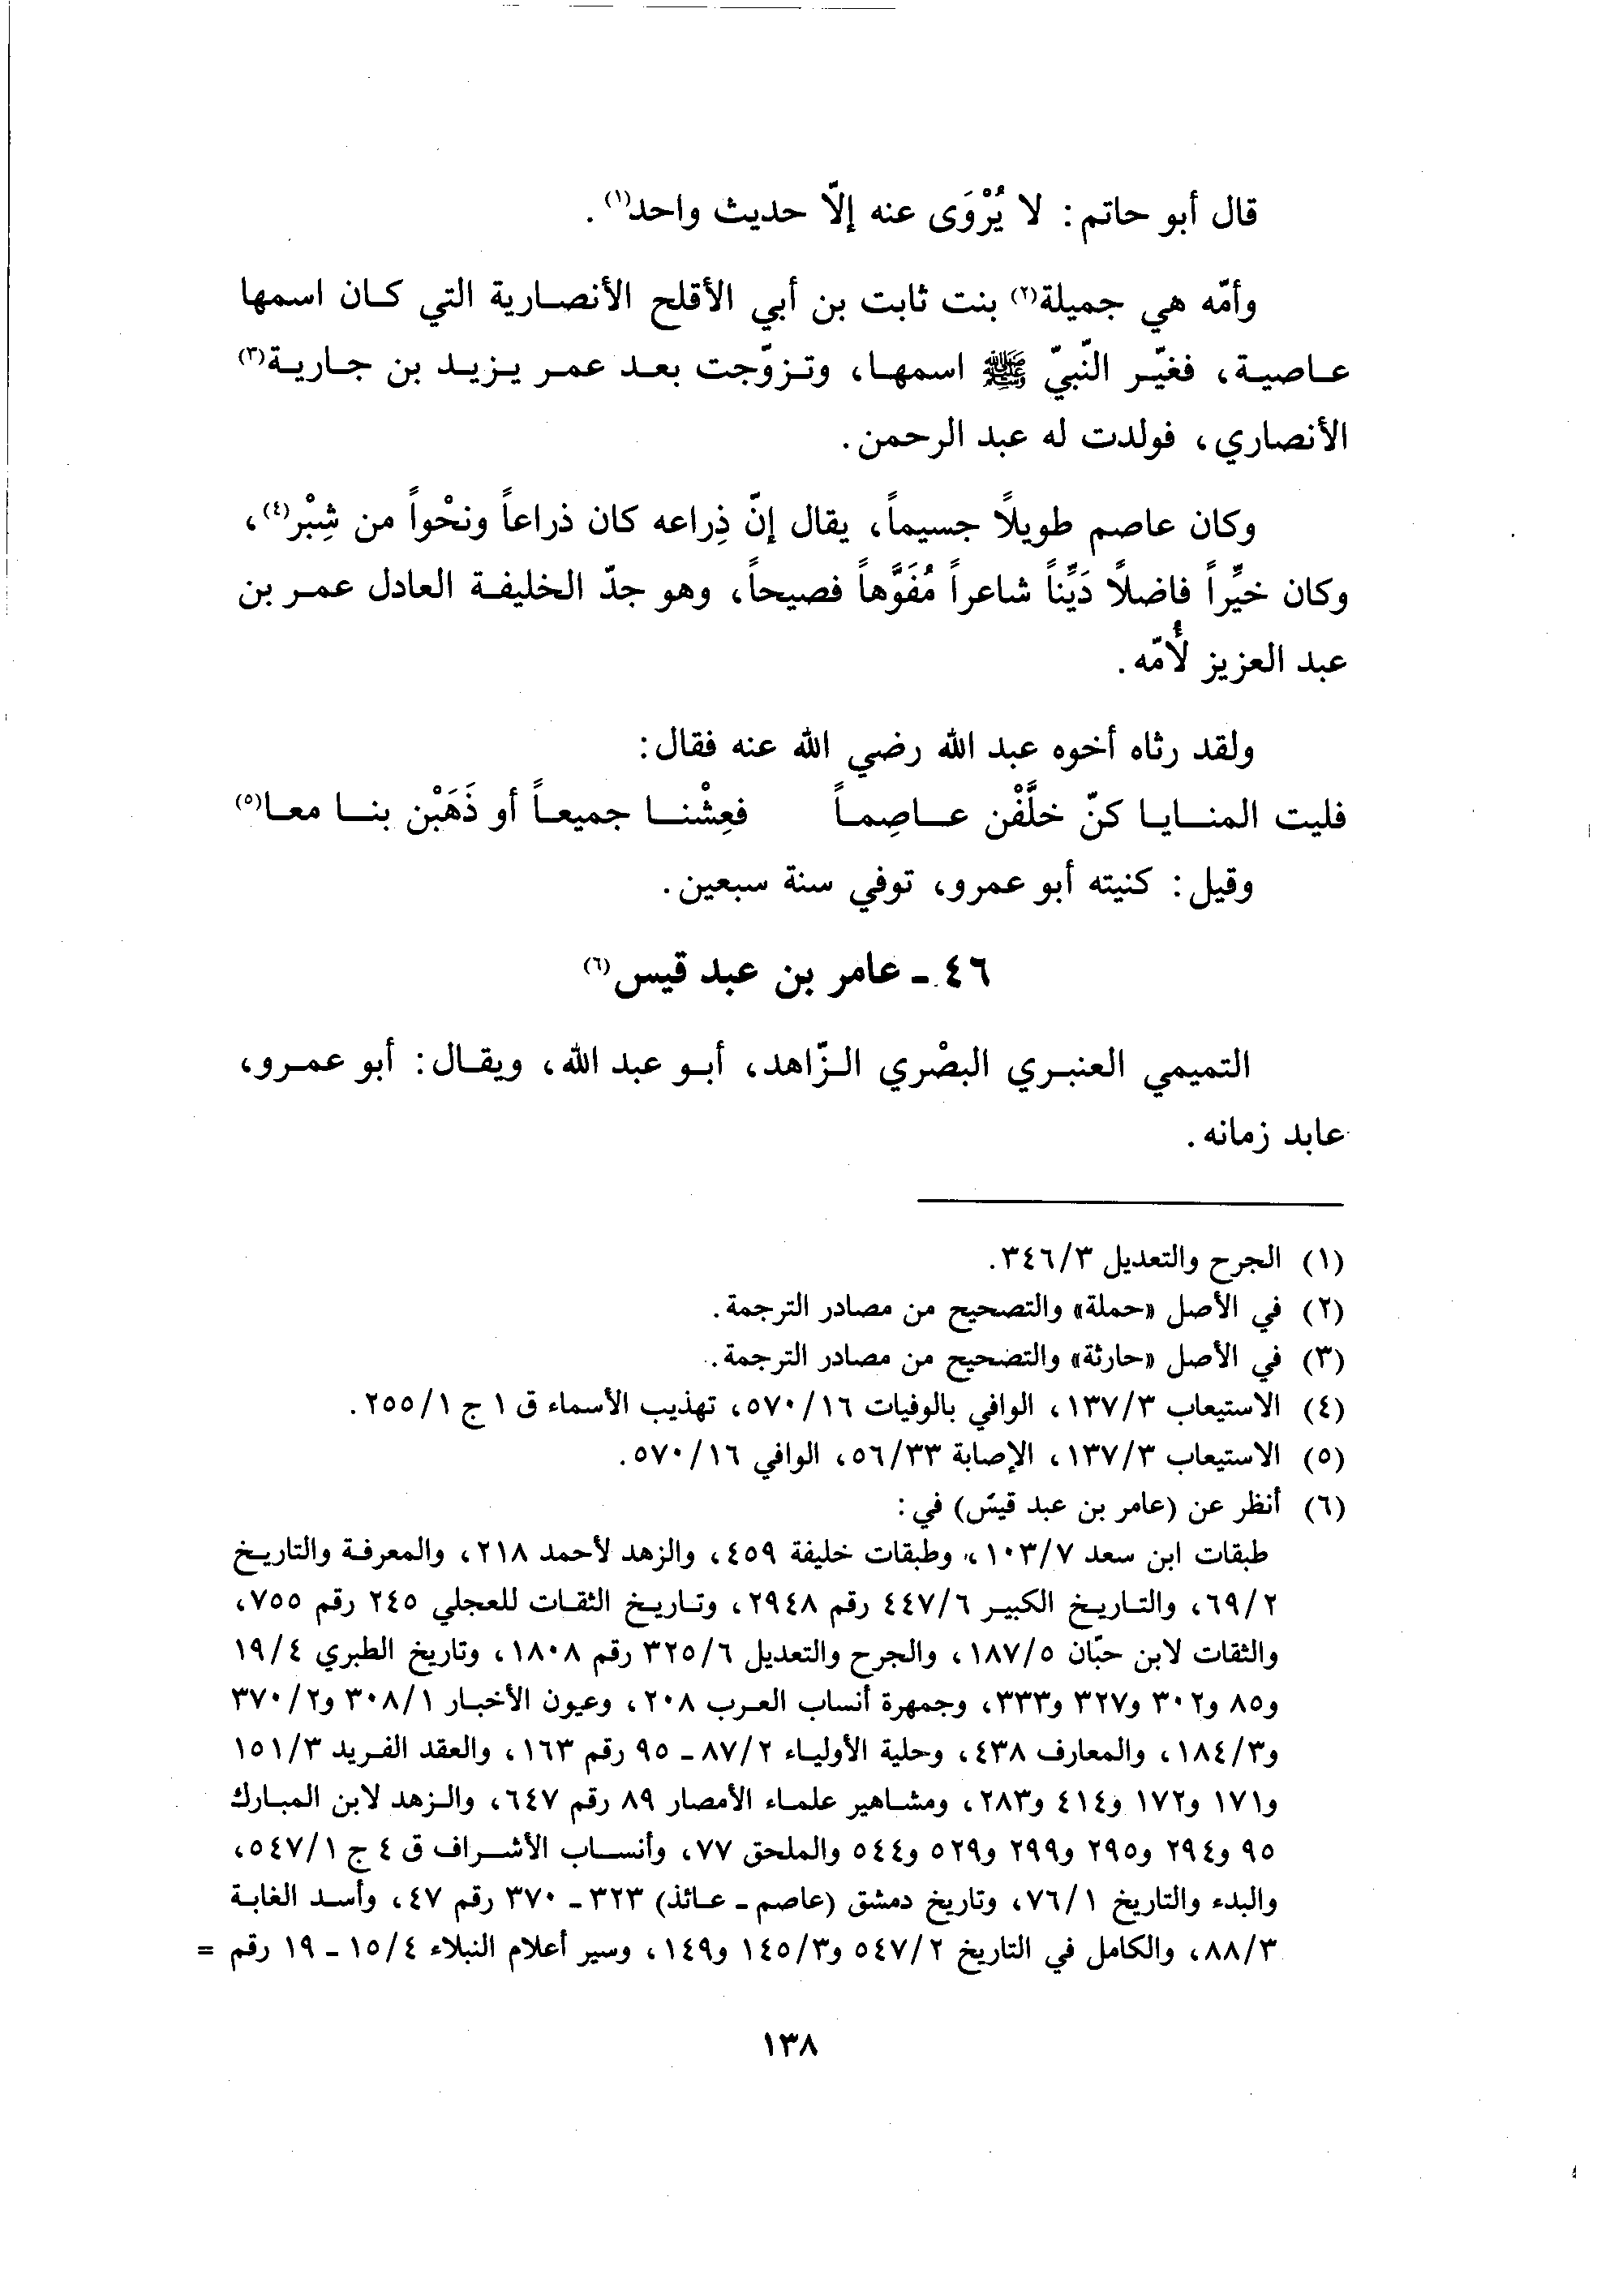 قال أبو حاتم: لا يُرْوَى عنه إلّا حديث واحد(١).
وأمّه هي جميلة(٢) بنت ثابت بن أبي الأقلح الأنصارية التي كان اسمها
عاصية، فغيّر النّبيّ ﷺ اسمها، وتزوّجت بعد عمر يزيد بن جارية(٣)
الأنصاري، فولدت له عبد الرحمن.
وكان عاصم طويلاً جسيماً، يقال إنّ ذِراعه كان ذراعاً ونحْواً من شِبْر(٤)،
وكان خيِّراً فاضلاً دَيِّناً شاعراً مُفَوَّهاً فصيحاً، وهو جدّ الخليفة العادل عمر بن
عبد العزيز لأُمّه.
ولقد رثاه أخوه عبد الله رضي الله عنه فقال:
فليت المنايا كنّ خلَّفْن عاصِماً فعِشْنا جميعاً أو ذَهَبْن بنا معا(٥)
وقيل: كنيته أبو عمرو، توفي سنة سبعين.
٤٦ - عامر بن عبد قيس(٦)
التميمي العنبري البصْري الزّاهد، أبو عبد الله، ويقال: أبو عمرو،
عابد زمانه.
(١) الجرح والتعديل ٣٤٦/٣.
(٢) في الأصل «حملة» والتصحيح من مصادر الترجمة.
(٣) في الأصل «حارثة» والتصحيح من مصادر الترجمة.
(٤) الاستيعاب ١٣٧/٣، الوافي بالوفيات ٥٧٠/١٦، تهذيب الأسماء ق ١ ج ٢٥٥/١.
(٥) الاستيعاب ١٣٧/٣، الإصابة ٥٦/٣٣، الوافي ٥٧٠/١٦.
(٦) أنظر عن (عامر بن عبد قيس) في:
طبقات ابن سعد ١٠٣/٧، وطبقات خليفة ٤٥٩، والزهد لأحمد ٢١٨، والمعرفة والتاريخ
٦٩/٢، والتاريخ الكبير ٤٤٧/٦ رقم ٢٩٤٨، وتاريخ الثقات للعجلي ٢٤٥ رقم ٧٥٥،
والثقات لابن حبّان ١٨٧/٥، والجرح والتعديل ٣٢٥/٦ رقم ١٨٠٨، وتاريخ الطبري ١٩/٤
و٨٥ و٣٠٢ و٣٢٧ و٣٣٣، وجمهرة أنساب العرب ٢٠٨، وعيون الأخبار ٣٠٨/١ و٣٧٠/٢
و١٨٤/٣، والمعارف ٤٣٨، وحلية الأولياء ٨٧/٢ - ٩٥ رقم ١٦٣، والعقد الفريد ١٥١/٣
و١٧١ و١٧٢ و٤١٤ و٢٨٣، ومشاهير علماء الأمصار ٨٩ رقم ٦٤٧، والزهد لابن المبارك
٩٥ و٢٩٤ و٢٩٥ و٢٩٩ و٥٢٩ و٥٤٤ والملحق ٧٧، وأنساب الأشراف ق ٤ ج ٥٤٧/١،
والبدء والتاريخ ٧٦/١، وتاريخ دمشق (عاصم - عائذ) ٣٢٣ - ٣٧٠ رقم ٤٧، وأسد الغابة
٨٨/٣، والكامل في التاريخ ٥٤٧/٢ و١٤٥/٣ و١٤٩، وسير أعلام النبلاء ١٥/٤ - ١٩ رقم =
١٣٨